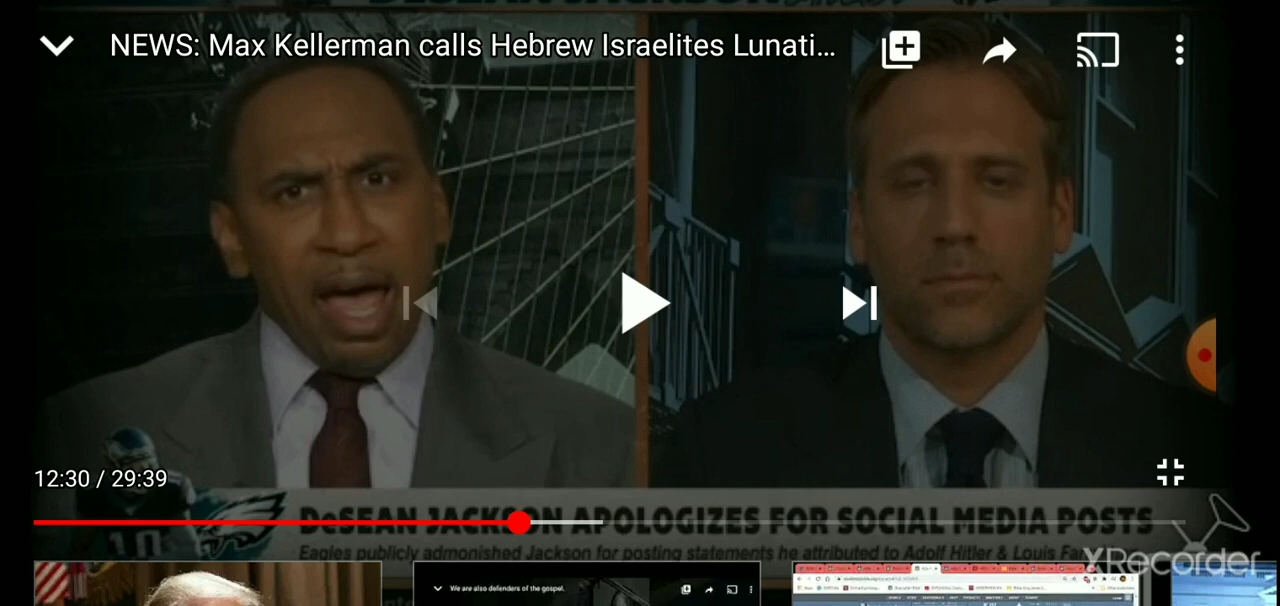 NEWS: Max Kellerman calls Hebrew Israelites Lunati...
12:30 / 29:39
DeSEAN JACKSON APOLOGIZES FOR SOCIAL MEDIA POSTS
Eagles publicly admonished Jackson for posting statements he attributed to Adolf Hitler & Louis
XRecorder
We are also defenders of the gospel.